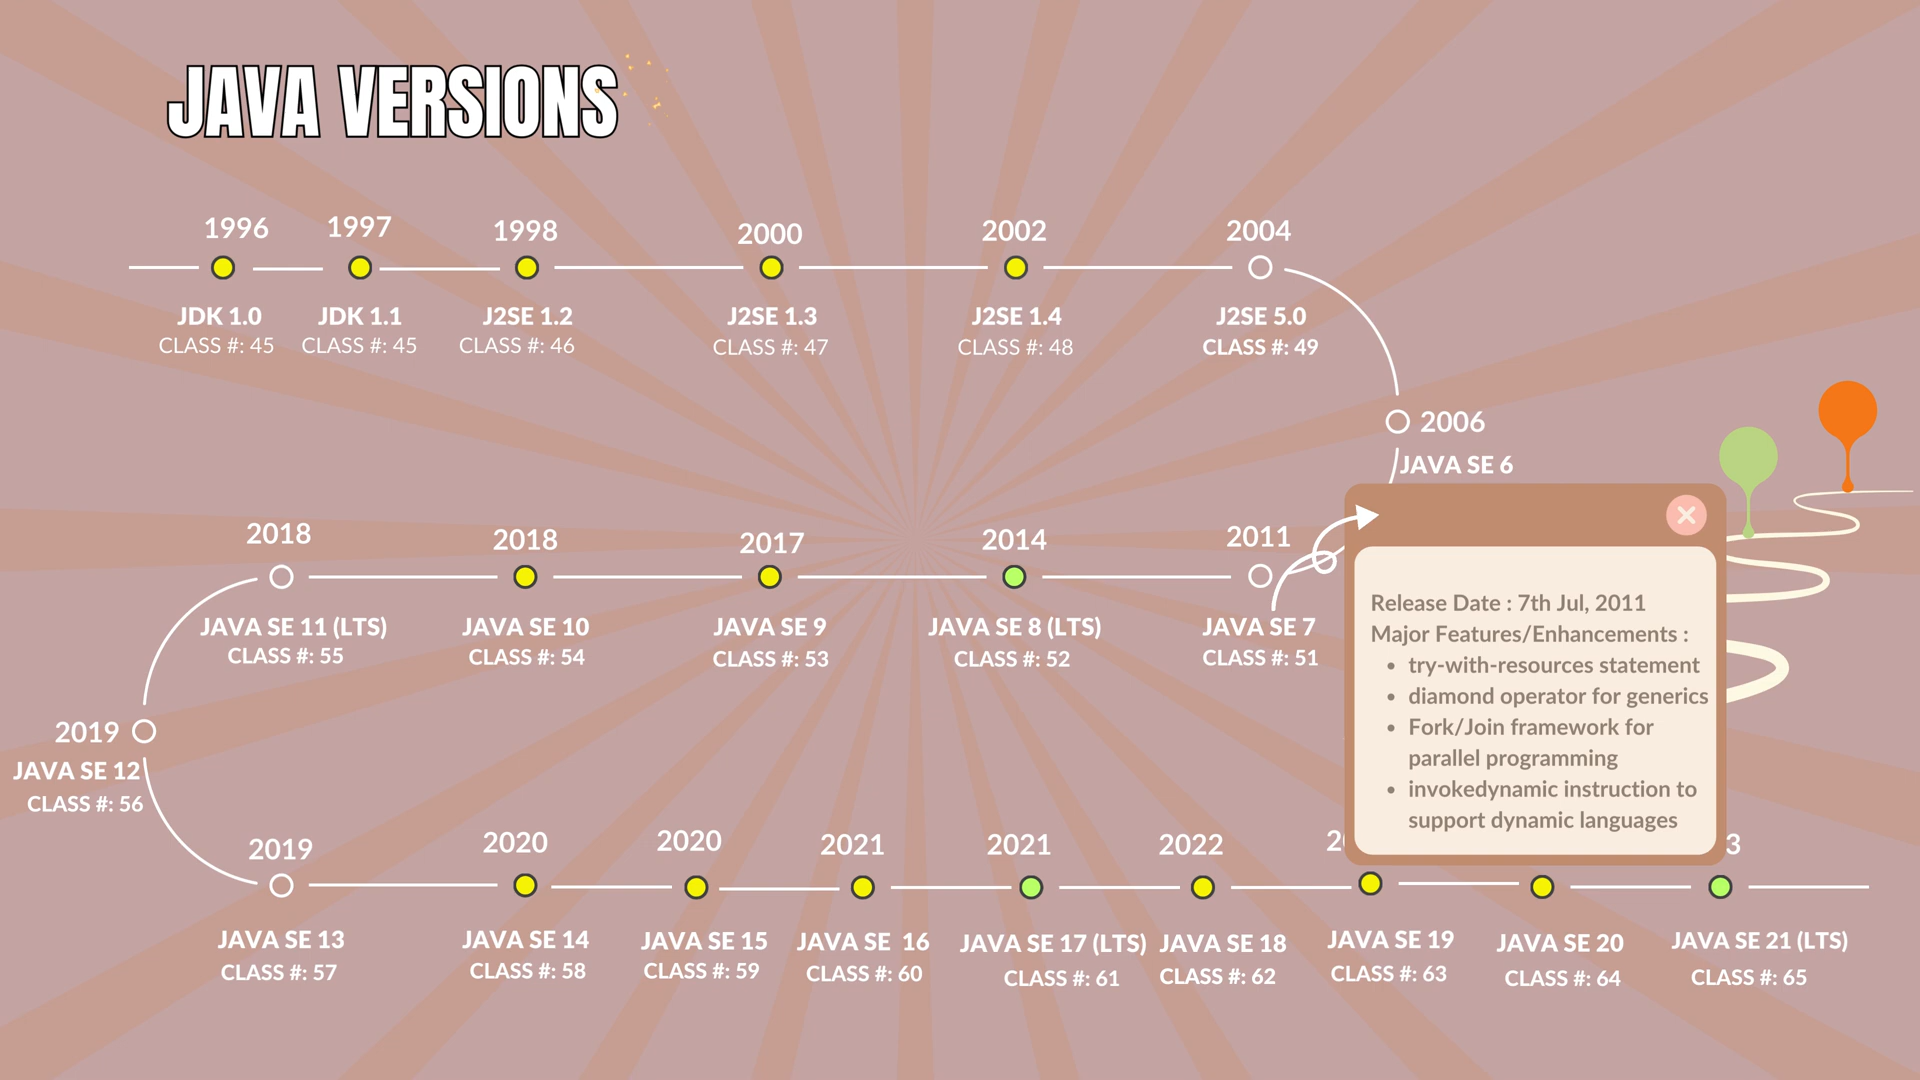 JAVA VERSIONS
1996 1997 1998 2000 2002 2004
JDK 1.0 JDK 1.1 J2SE 1.2 J2SE 1.3 J2SE 1.4 J2SE 5.0
CLASS #: 45 CLASS #: 45 CLASS #: 46 CLASS #: 47 CLASS #: 48 CLASS #: 49
2006
JAVA SE 6
2018 2018 2017 2014 2011
JAVA SE 11 (LTS) JAVA SE 10 JAVA SE 9 JAVA SE 8 (LTS) JAVA SE 7
CLASS #: 55 CLASS #: 54 CLASS #: 53 CLASS #: 52 CLASS #: 51
Release Date : 7th Jul, 2011
Major Features/Enhancements :
• try-with-resources statement
• diamond operator for generics
• Fork/Join framework for
parallel programming
• invokedynamic instruction to
support dynamic languages
2019
JAVA SE 12
CLASS #: 56
2019 2020 2020 2021 2021 2022
JAVA SE 13 JAVA SE 14 JAVA SE 15 JAVA SE 16 JAVA SE 17 (LTS) JAVA SE 18 JAVA SE 19 JAVA SE 20 JAVA SE 21 (LTS)
CLASS #: 57 CLASS #: 58 CLASS #: 59 CLASS #: 60 CLASS #: 61 CLASS #: 62 CLASS #: 63 CLASS #: 64 CLASS #: 65